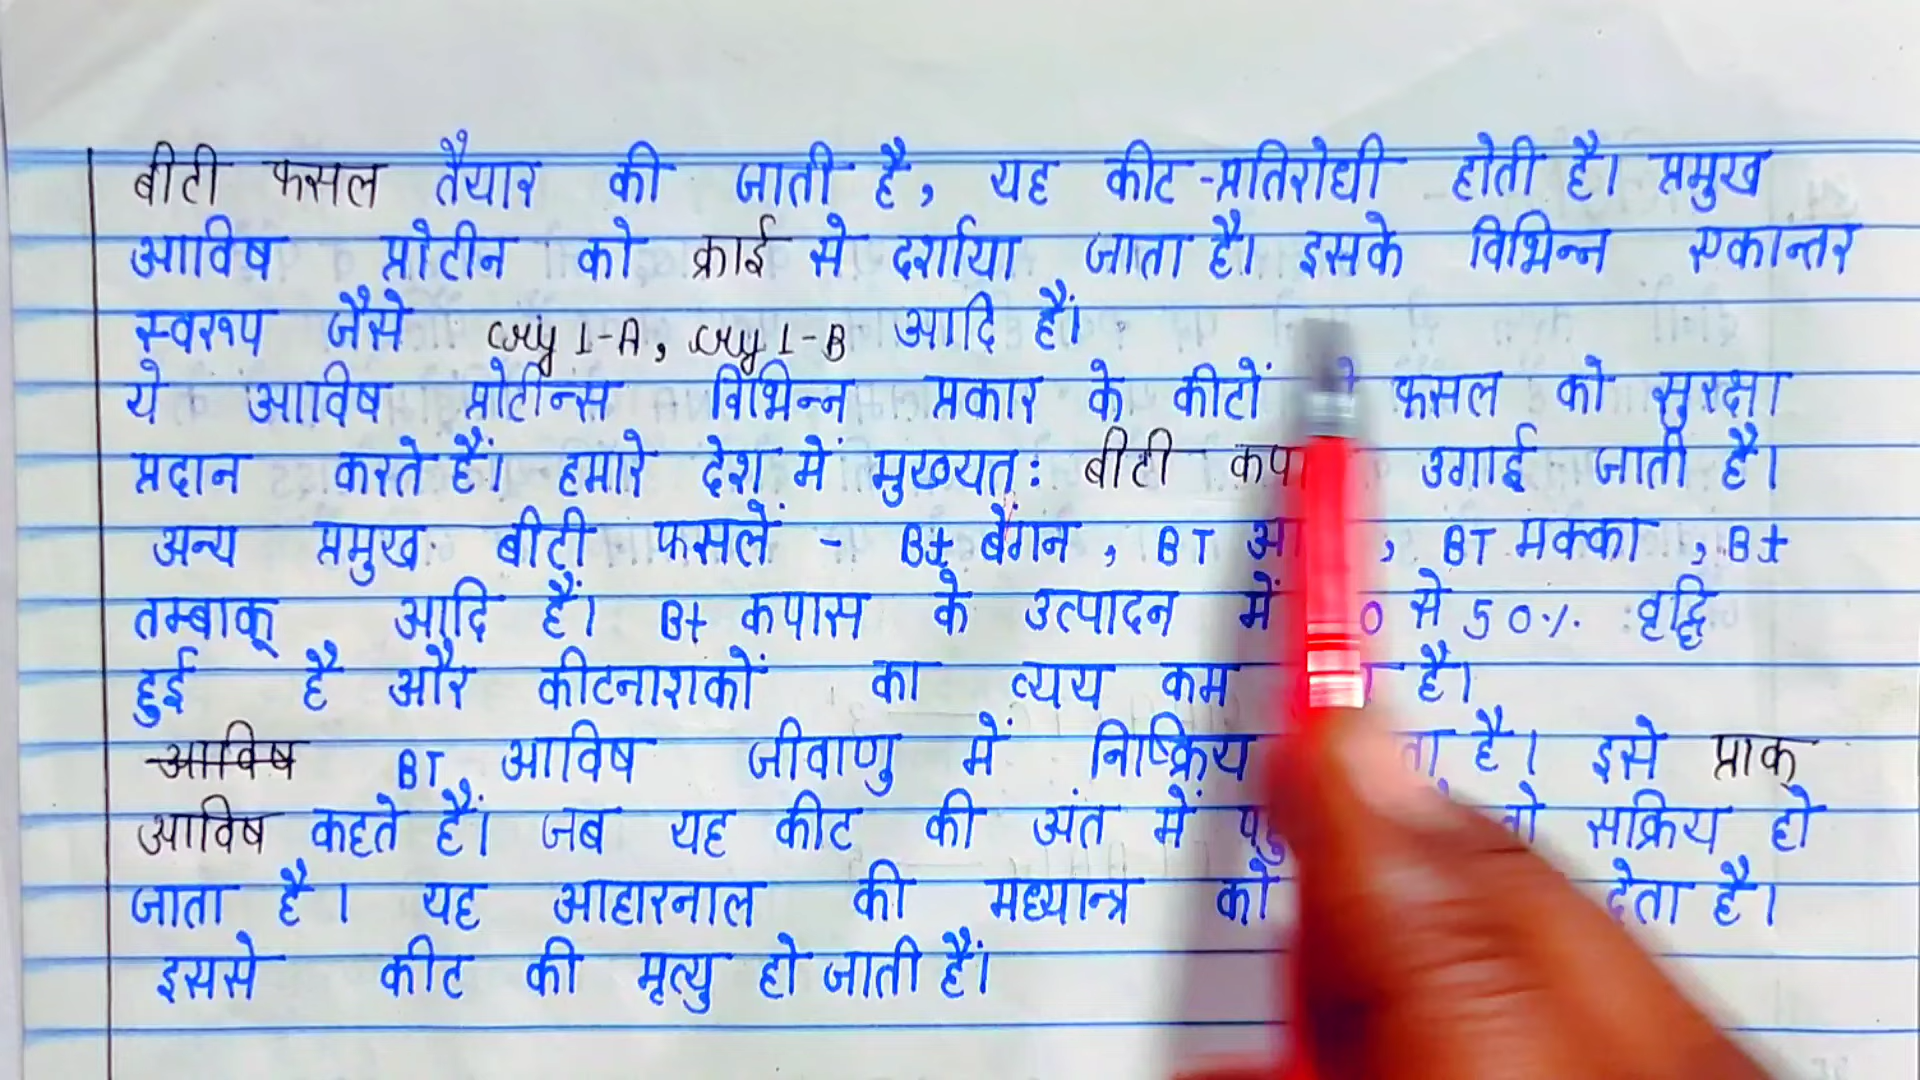 बीटी फसल तैयार की जाती है, यह कीट-प्रतिरोधी होती है। प्रमुख
आविष प्रोटीन को क्राई से दर्शाया जाता है। इसके विभिन्न एकान्तर
स्वरूप जैसे cry 1-A, cry 1-B आदि हैं।
ये आविष प्रोटीन्स विभिन्न प्रकार के कीटों फसल को सुरक्षा
प्रदान करते हैं। हमारे देश में मुख्यत: बीटी उगाई जाती है।
अन्य प्रमुख बीटी फसलें - Bt बैंगन, BT , BT मक्का, Bt
तम्बाकू आदि हैं। Bt कपास के उत्पादन में से 50% वृद्धि
हुई है और कीटनाशकों का व्यय कम है।
आविष BT आविष जीवाणु में निष्क्रिय है। इसे प्राक्
आविष कहते हैं। जब यह कीट की अंत में तो सक्रिय हो
जाता है। यह आहारनाल की मध्यान्त्र को देता है।
इससे कीट की मृत्यु हो जाती हैं।